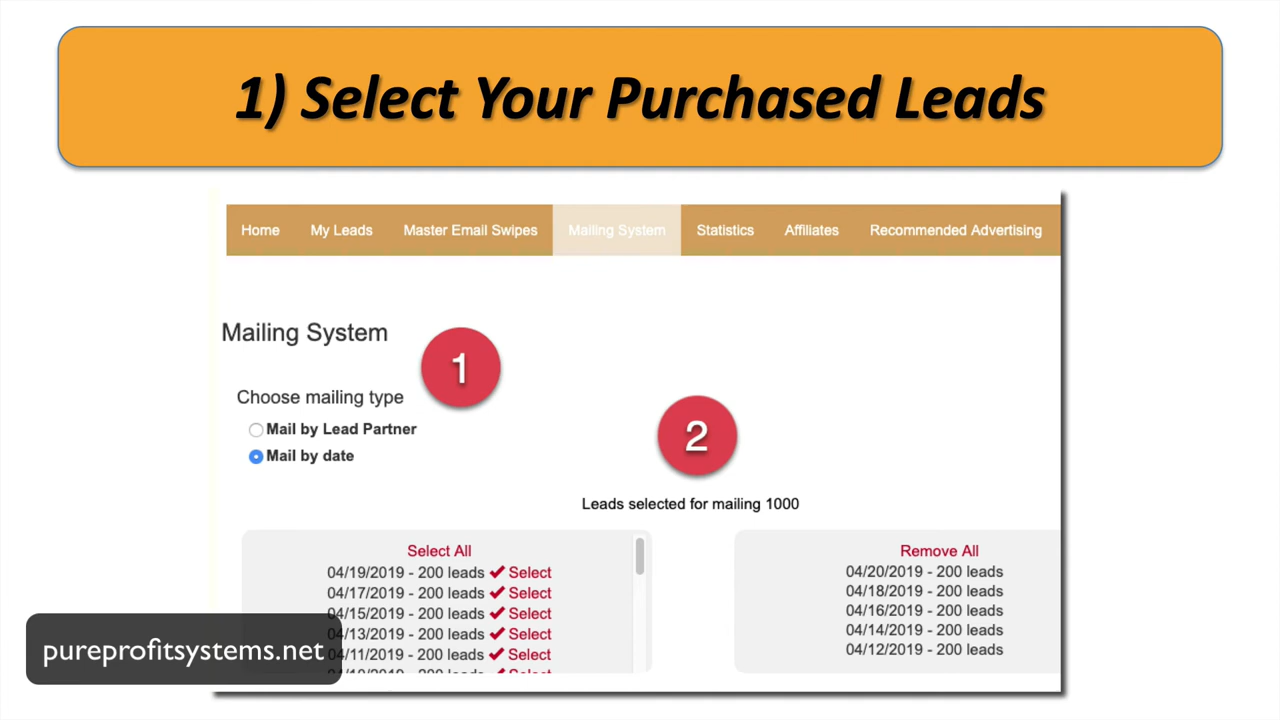 1) Select Your Purchased Leads
Home My Leads Master Email Swipes Mailing System Statistics Affiliates Recommended Advertising
Mailing System
1
Choose mailing type
Mail by Lead Partner
2
Mail by date
Leads selected for mailing 1000
Select All
04/19/2019 - 200 leads ✔ Select
04/17/2019 - 200 leads ✔ Select
04/15/2019 - 200 leads ✔ Select
04/13/2019 - 200 leads ✔ Select
04/11/2019 - 200 leads ✔ Select
Remove All
04/20/2019 - 200 leads
04/18/2019 - 200 leads
04/16/2019 - 200 leads
04/14/2019 - 200 leads
04/12/2019 - 200 leads
pureprofitsystems.net